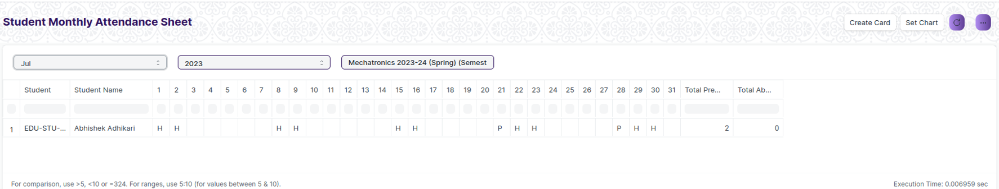 Student Monthly Attendance Sheet
Create Card Set Chart ...
Jul 2023 Mechatronics 2023-24 (Spring) (Semest
Student Student Name 1 2 3 4 5 6 7 8 9 10 11 12 13 14 15 16 17 18 19 20 21 22 23 24 25 26 27 28 29 30 31 Total Pre... Total Ab...
1 EDU-STU-... Abhishek Adhikari H H H H H H P H H P H H 2 0
For comparison, use >5, <10 or =324. For ranges, use 5:10 (for values between 5 & 10). Execution Time: 0.006959 sec